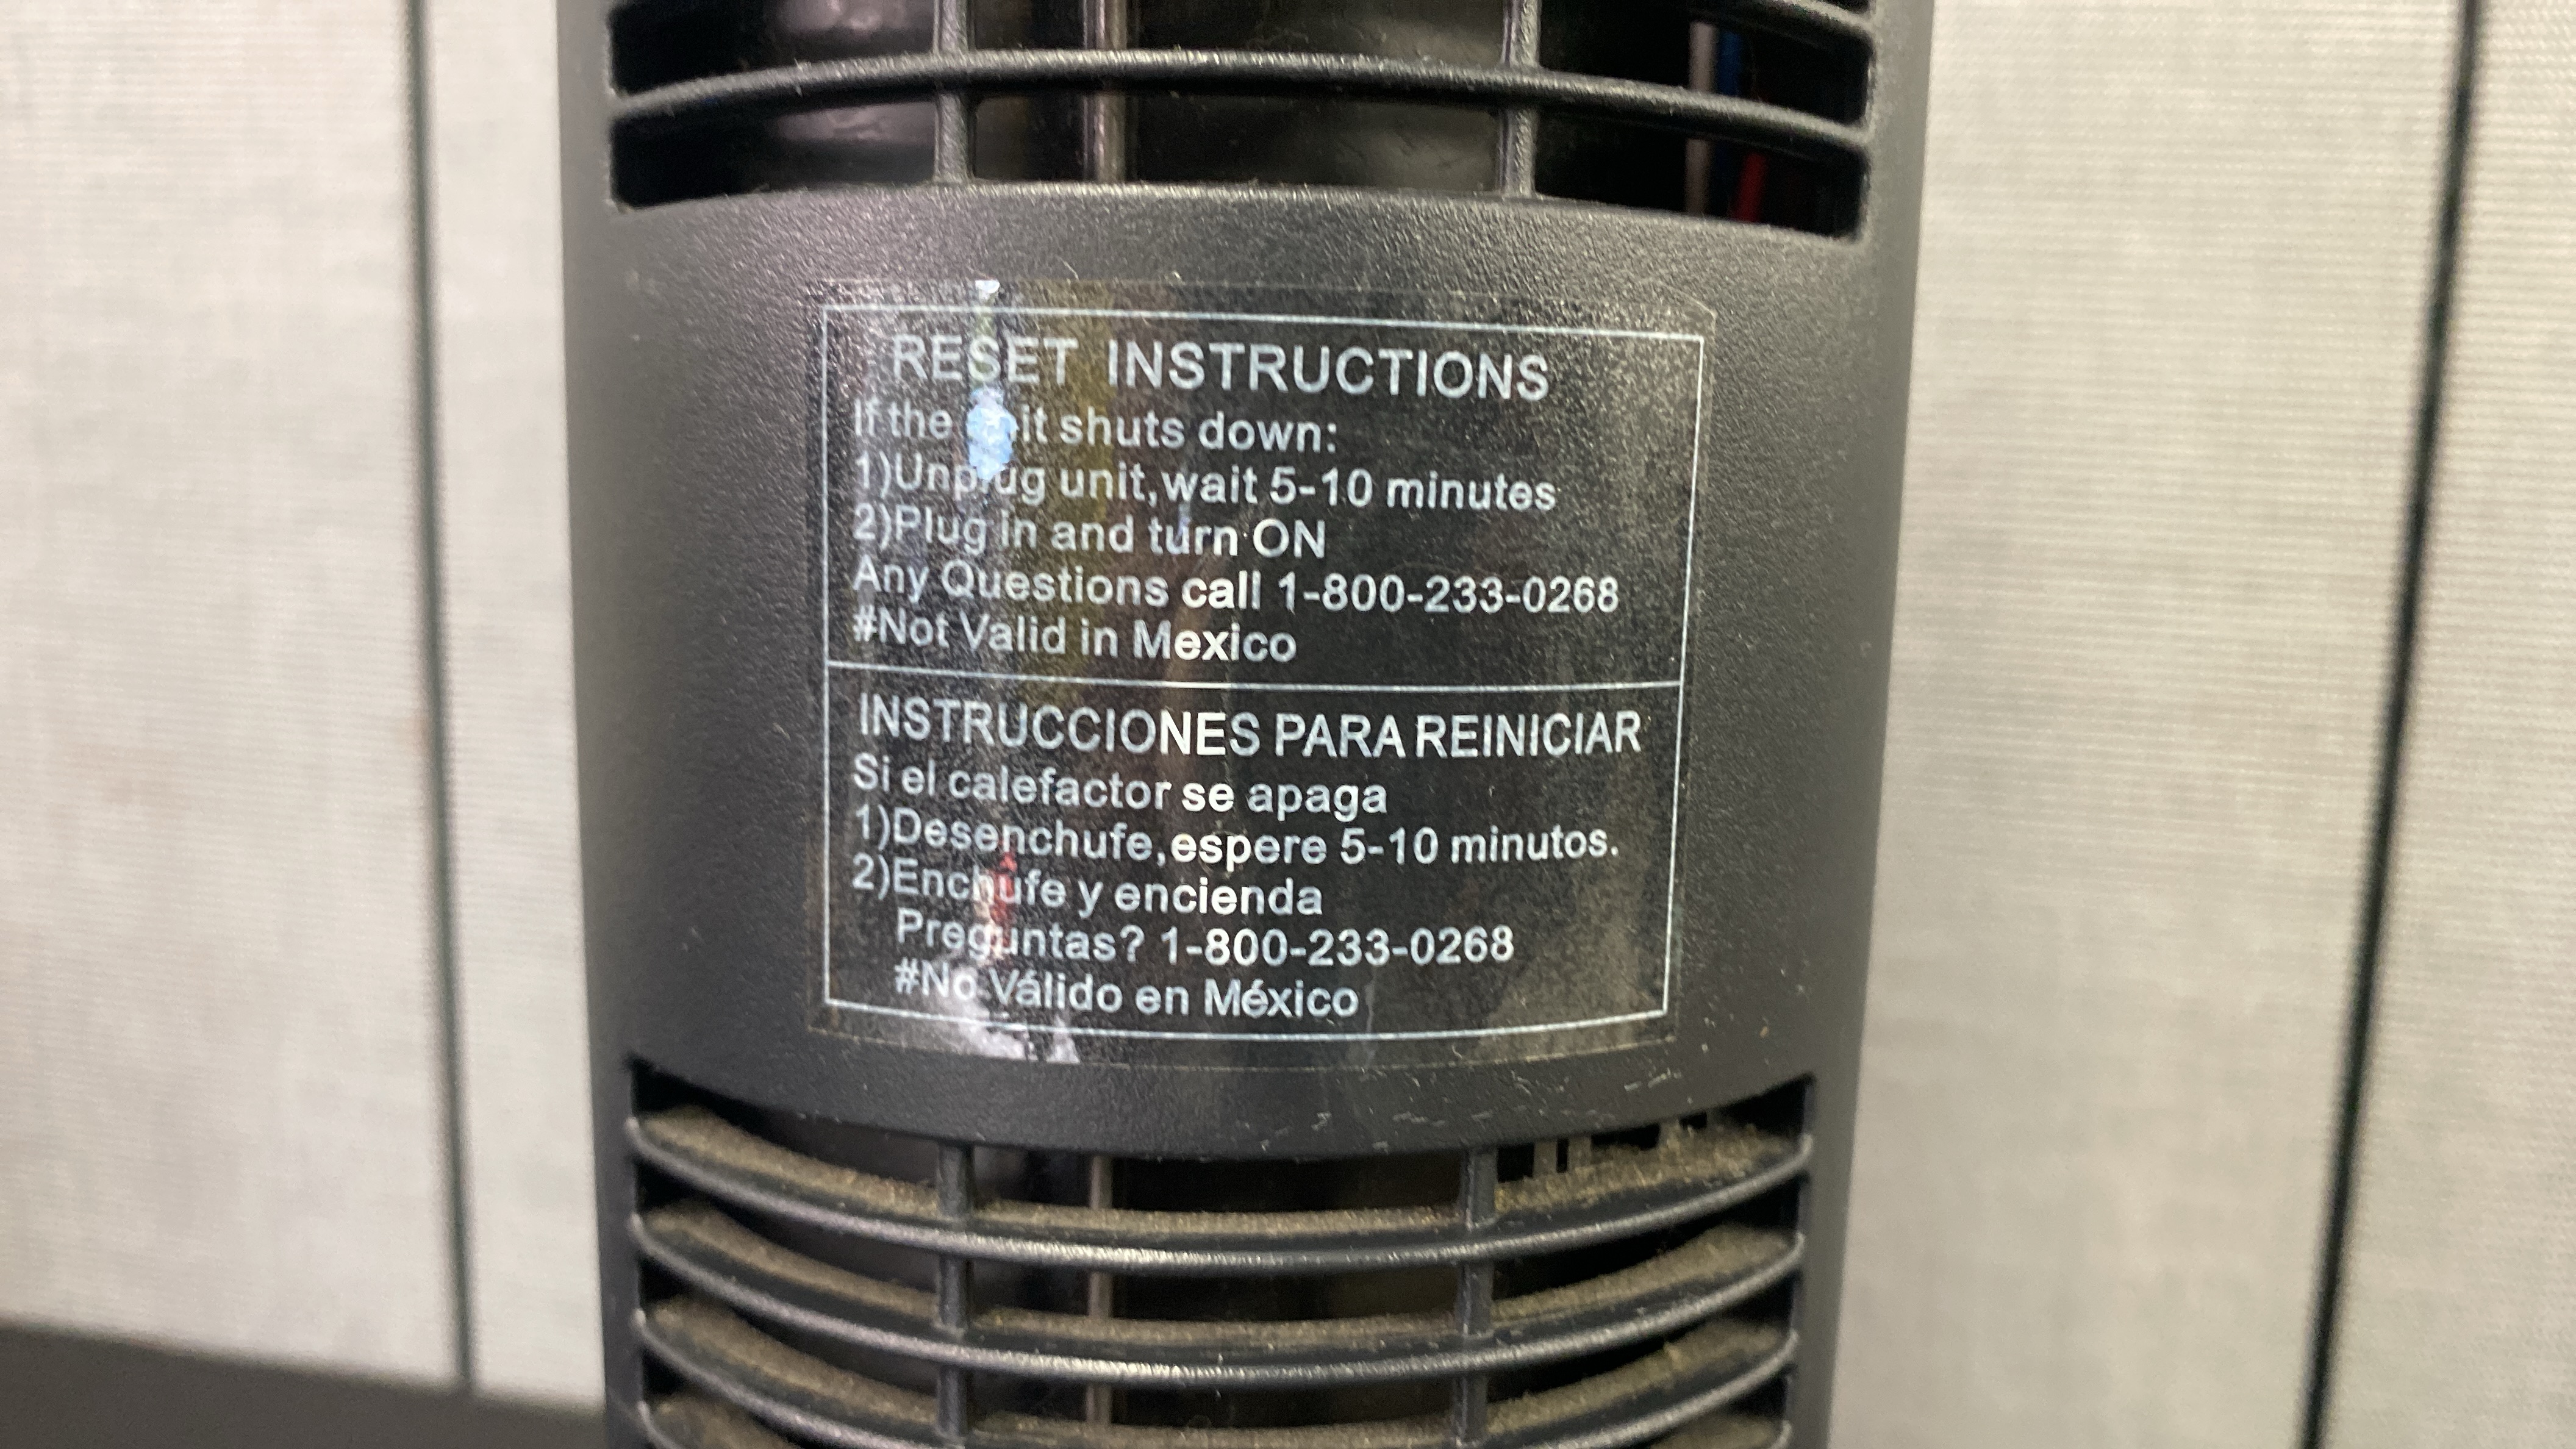 RESET INSTRUCTIONS
If the it shuts down:
1)Unplug unit,wait 5-10 minutes
2)Plug in and turn ON
Any Questions call 1-800-233-0268
#Not Valid in Mexico
INSTRUCCIONES PARA REINICIAR
Si el calefactor se apaga
1)Desenchufe,espere 5-10 minutos.
2)Enchufe y encienda
Preguntas? 1-800-233-0268
#No Válido en México